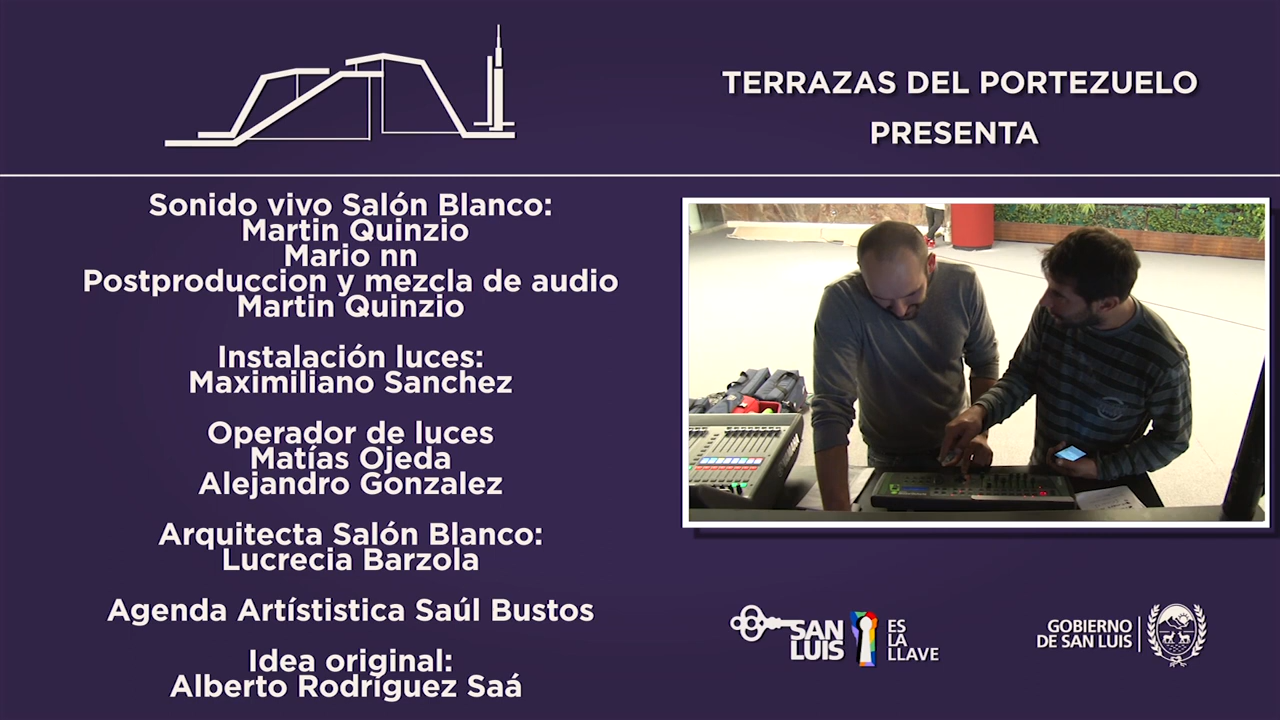 TERRAZAS DEL PORTEZUELO
PRESENTA
Sonido vivo Salón Blanco:
Martin Quinzio
Mario nn
Postproduccion y mezcla de audio
Martin Quinzio
Instalación luces:
Maximiliano Sanchez
Operador de luces
Matías Ojeda
Alejandro Gonzalez
Arquitecta Salón Blanco:
Lucrecia Barzola
Agenda Artístistica Saúl Bustos
Idea original:
Alberto Rodríguez Saá
SAN
LUIS
ES
LA
LLAVE
GOBIERNO
DE SAN LUIS